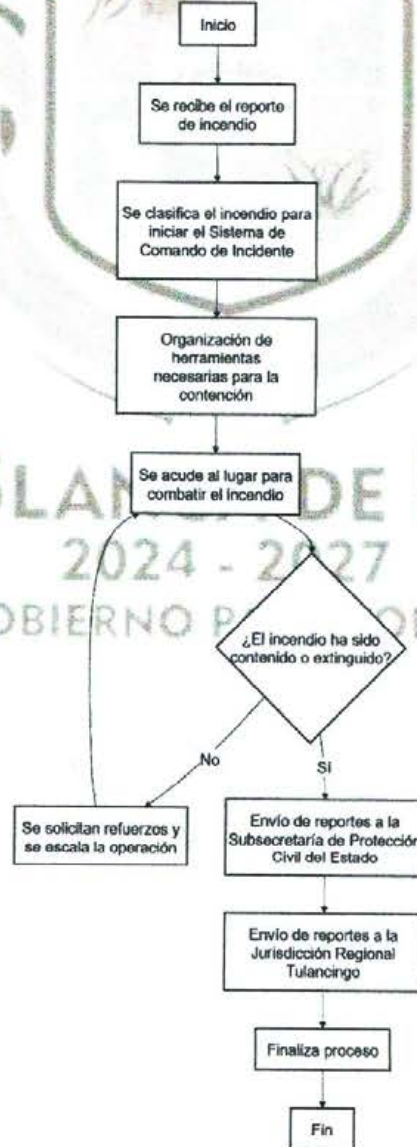 Inicio
Se recibe el reporte
de incendio
Se clasifica el incendio para
iniciar el Sistema de
Comando de Incidente
Organización de
herramientas
necesarias para la
contención
Se acude al lugar para
combatir el incendio
2024 - 2027
¿El incendio ha sido
contenido o extinguido?
No
Sí
Se solicitan refuerzos y
se escala la operación
Envío de reportes a la
Subsecretaría de Protección
Civil del Estado
Envío de reportes a la
Jurisdicción Regional
Tulancingo
Finaliza proceso
Fin